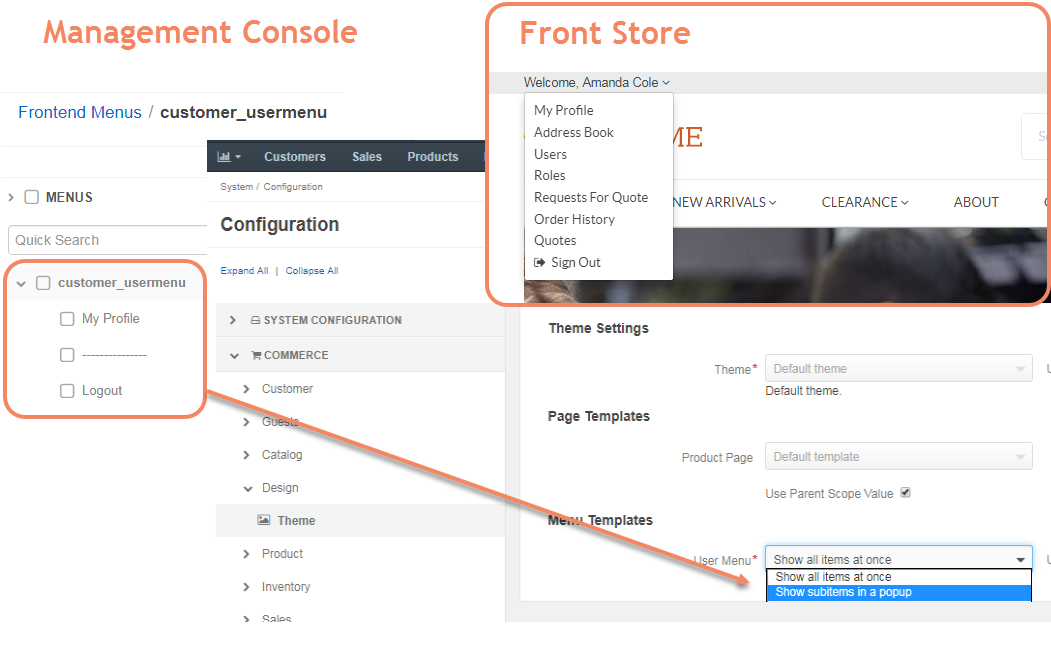 Management Console
Frontend Menus / customer_usermenu
MENUS
Quick Search
customer_usermenu
My Profile
---------------
Logout
Customers Sales Products
System / Configuration
Configuration
Expand All | Collapse All
SYSTEM CONFIGURATION
COMMERCE
Customer
Guests
Catalog
Design
Theme
Product
Inventory
Sales
Front Store
Welcome, Amanda Cole
My Profile
Address Book
Users
Roles
Requests For Quote
Order History
Quotes
Sign Out
ME
NEW ARRIVALS CLEARANCE ABOUT
Theme Settings
Theme* Default theme
Default theme.
Page Templates
Product Page Default template
Use Parent Scope Value
Menu Templates
User Menu* Show all items at once
Show all items at once
Show subitems in a popup